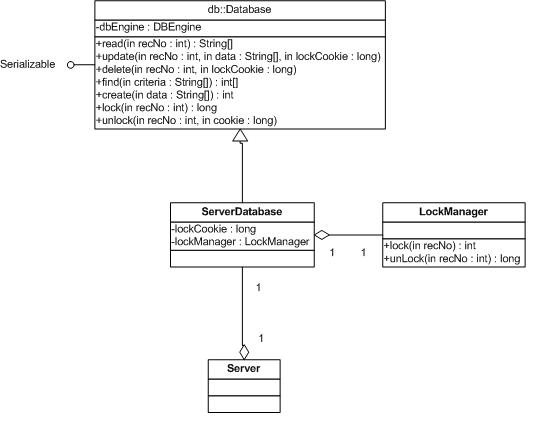 db::Database
-dbEngine : DBEngine
+read(in recNo : int) : String[]
+update(in recNo : int, in data : String[], in lockCookie : long)
+delete(in recNo : int, in lockCookie : long)
+find(in criteria : String[]) : int[]
+create(in data : String[]) : int
+lock(in recNo : int) : long
+unlock(in recNo : int, in cookie : long)
Serializable
ServerDatabase
-lockCookie : long
-lockManager : LockManager
LockManager
+lock(in recNo) : int
+unLock(in recNo : int) : long
1
1
1
1
Server